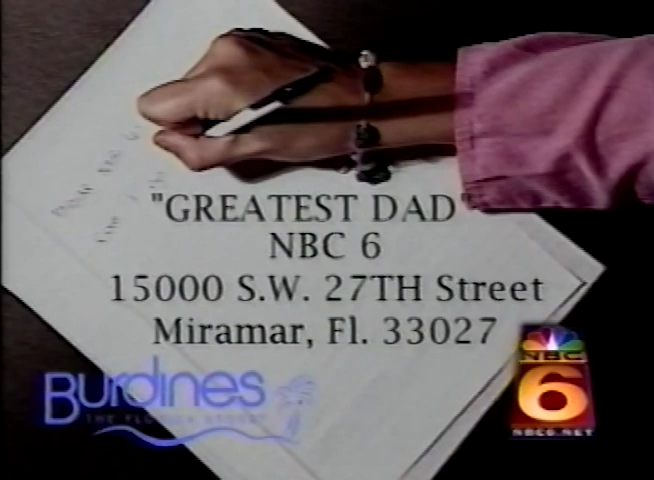 "GREATEST DAD"
NBC 6
15000 S.W. 27TH Street
Miramar, Fl. 33027
Burdines
THE FLORIDA STORE
NBC
6
NBC6.NET